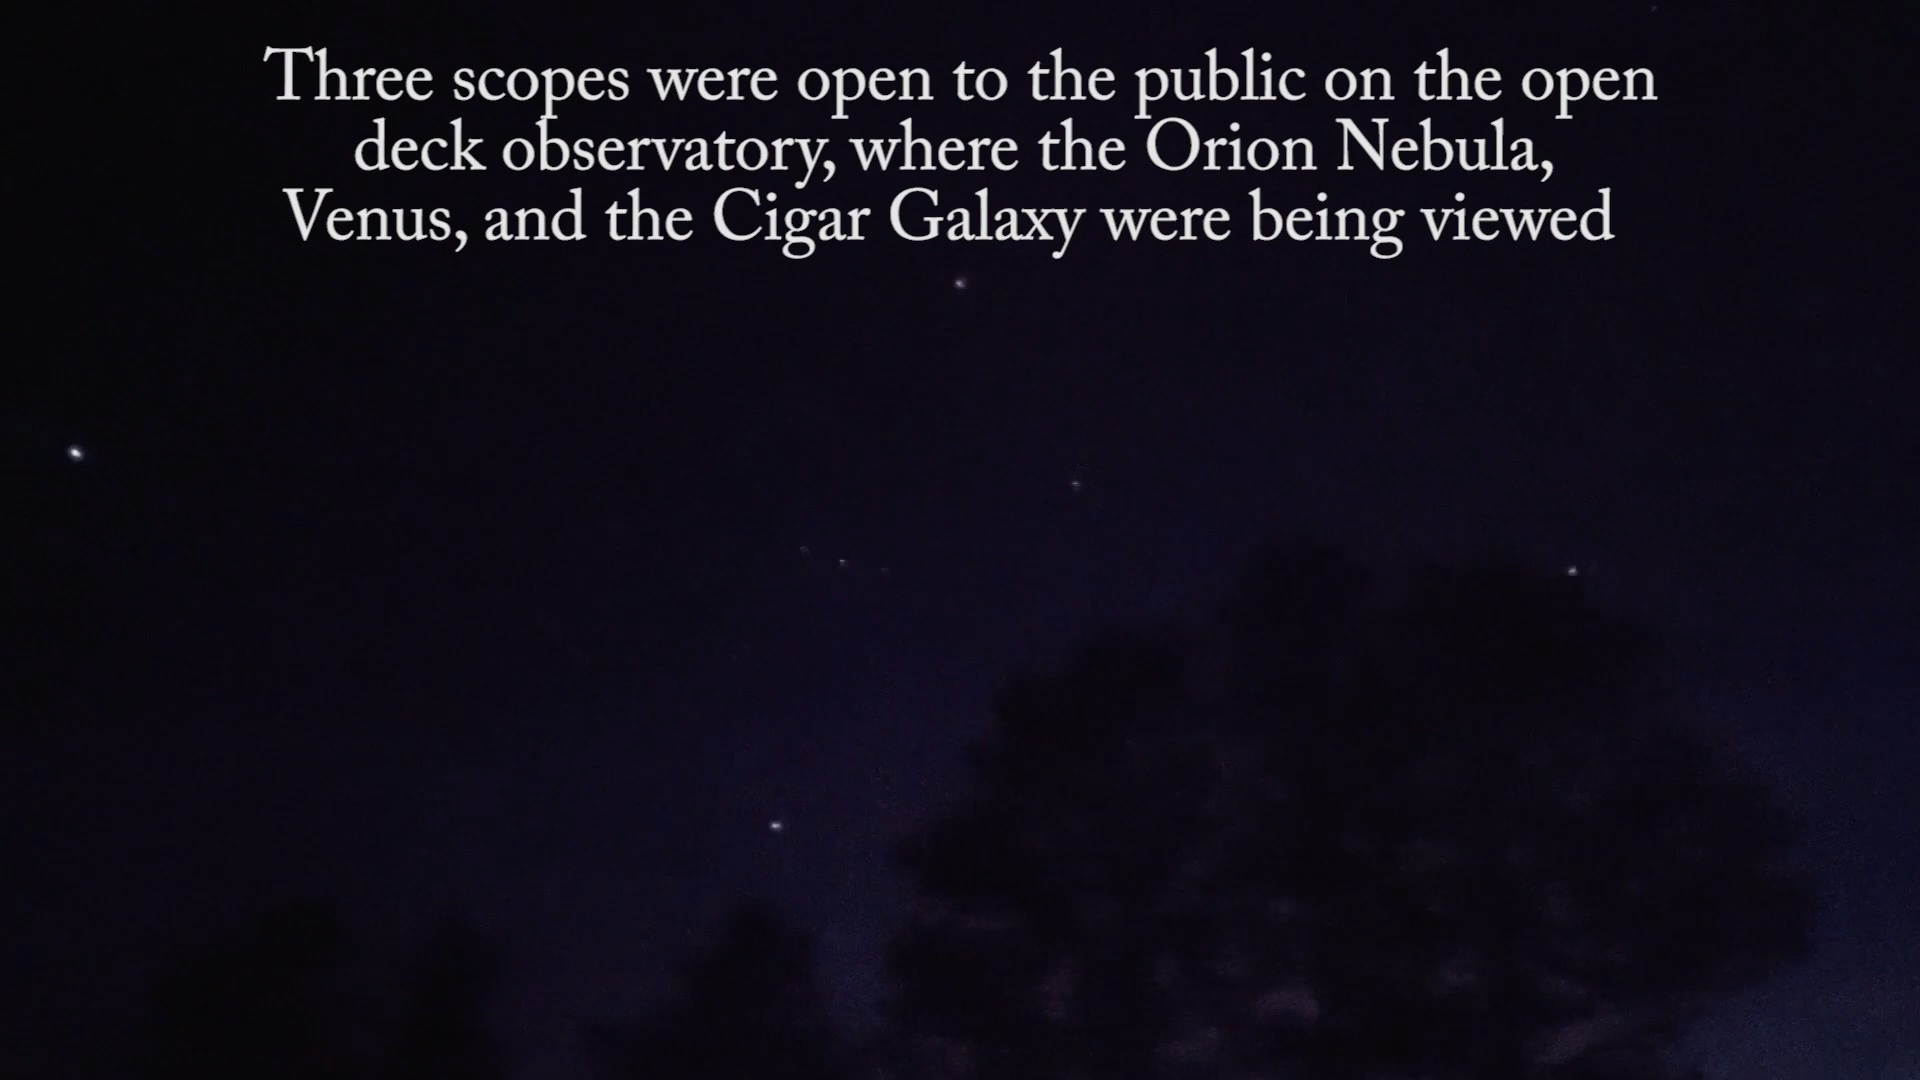 Three scopes were open to the public on the open
deck observatory, where the Orion Nebula,
Venus, and the Cigar Galaxy were being viewed